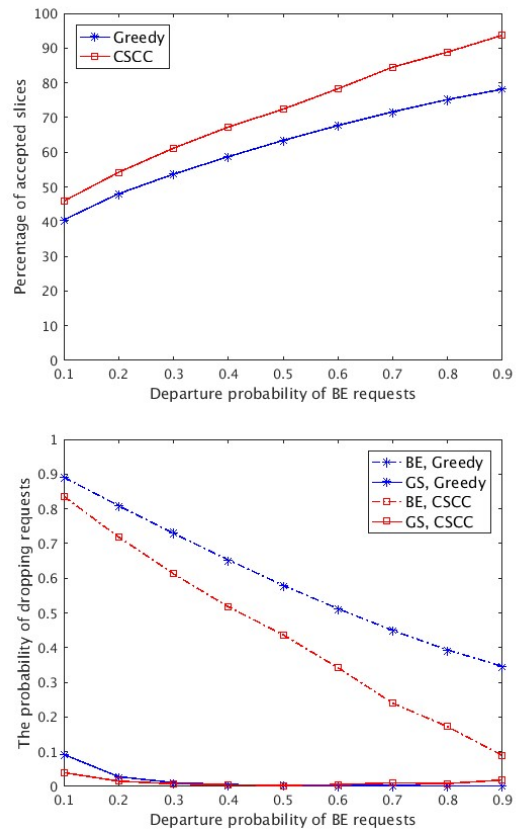 100
90
80
70
60
50
40
30
20
10
0
Percentage of accepted slices
Greedy
CSCC
0.1 0.2 0.3 0.4 0.5 0.6 0.7 0.8 0.9
Departure probability of BE requests
1
0.9
0.8
0.7
0.6
0.5
0.4
0.3
0.2
0.1
0
The probability of dropping requests
BE, Greedy
GS, Greedy
BE, CSCC
GS, CSCC
0.1 0.2 0.3 0.4 0.5 0.6 0.7 0.8 0.9
Departure probability of BE requests